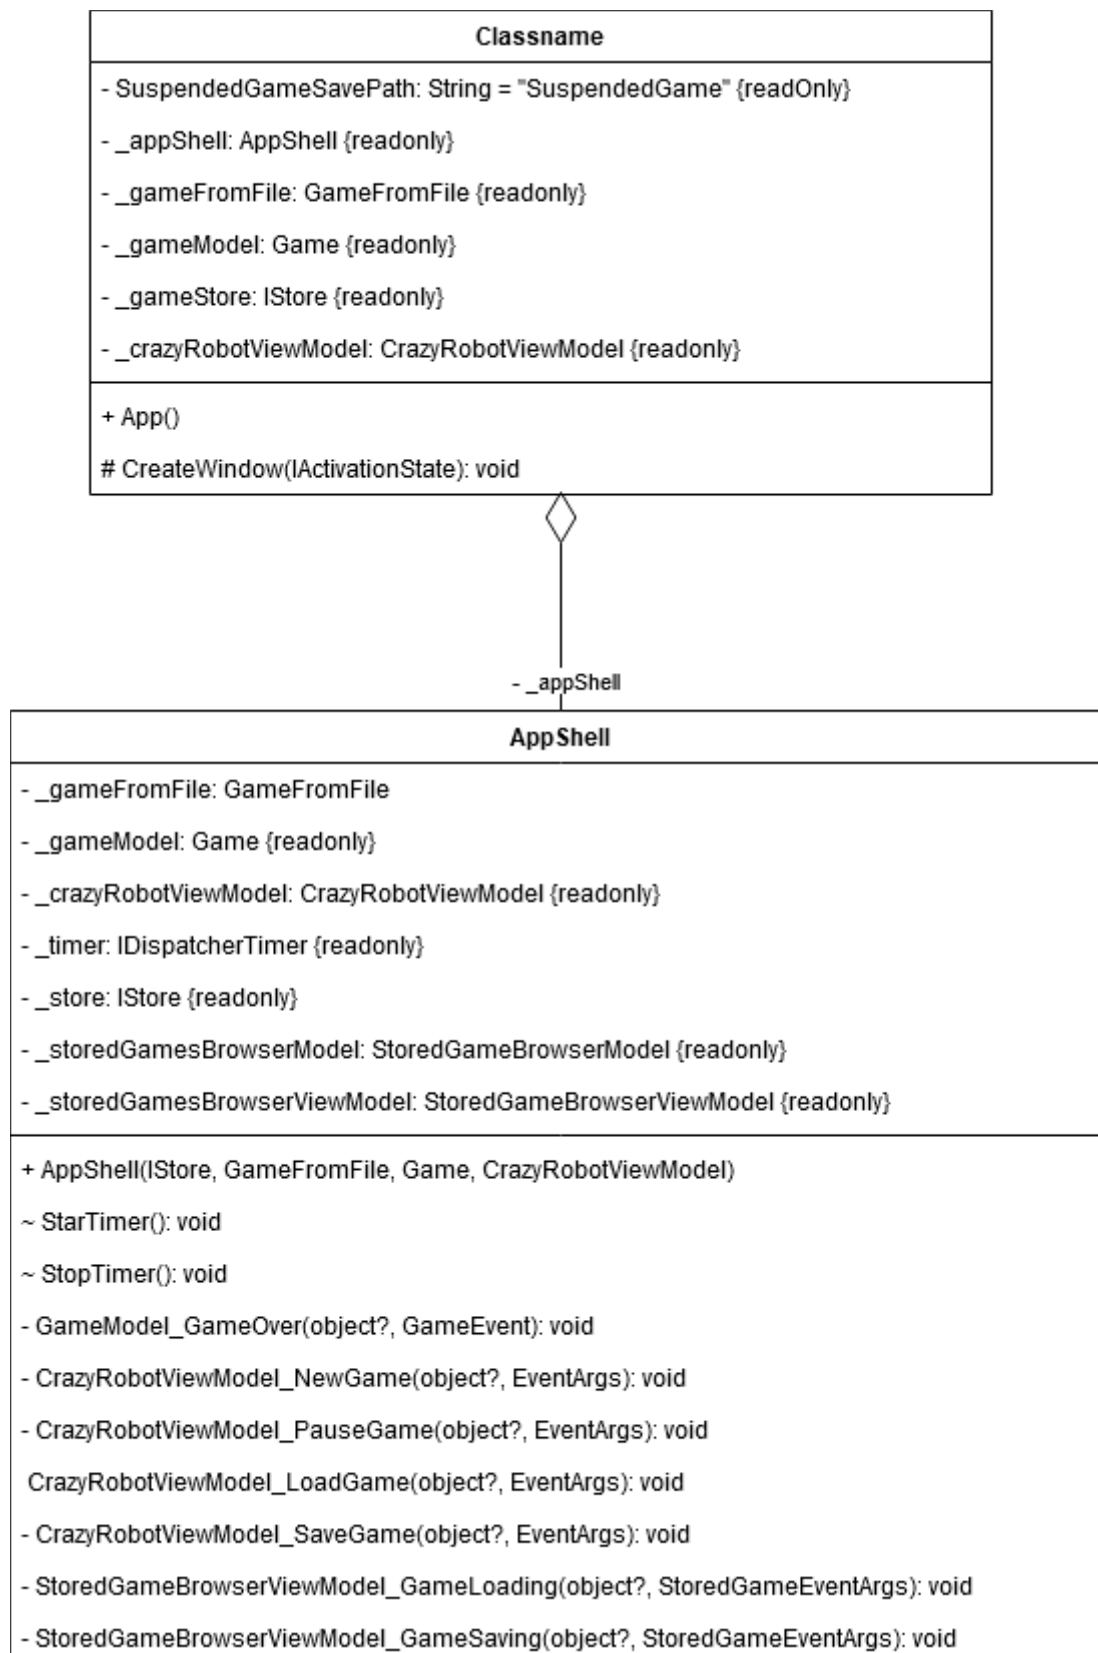 Classname
- SuspendedGameSavePath: String = "SuspendedGame" {readOnly}
- _appShell: AppShell {readonly}
- _gameFromFile: GameFromFile {readonly}
- _gameModel: Game {readonly}
- _gameStore: IStore {readonly}
- _crazyRobotViewModel: CrazyRobotViewModel {readonly}
+ App()
# CreateWindow(IActivationState): void
- _appShell
AppShell
- _gameFromFile: GameFromFile
- _gameModel: Game {readonly}
- _crazyRobotViewModel: CrazyRobotViewModel {readonly}
- _timer: IDispatcherTimer {readonly}
- _store: IStore {readonly}
- _storedGamesBrowserModel: StoredGameBrowserModel {readonly}
- _storedGamesBrowserViewModel: StoredGameBrowserViewModel {readonly}
+ AppShell(IStore, GameFromFile, Game, CrazyRobotViewModel)
~ StarTimer(): void
~ StopTimer(): void
- GameModel_GameOver(object?, GameEvent): void
- CrazyRobotViewModel_NewGame(object?, EventArgs): void
- CrazyRobotViewModel_PauseGame(object?, EventArgs): void
CrazyRobotViewModel_LoadGame(object?, EventArgs): void
- CrazyRobotViewModel_SaveGame(object?, EventArgs): void
- StoredGameBrowserViewModel_GameLoading(object?, StoredGameEventArgs): void
- StoredGameBrowserViewModel_GameSaving(object?, StoredGameEventArgs): void